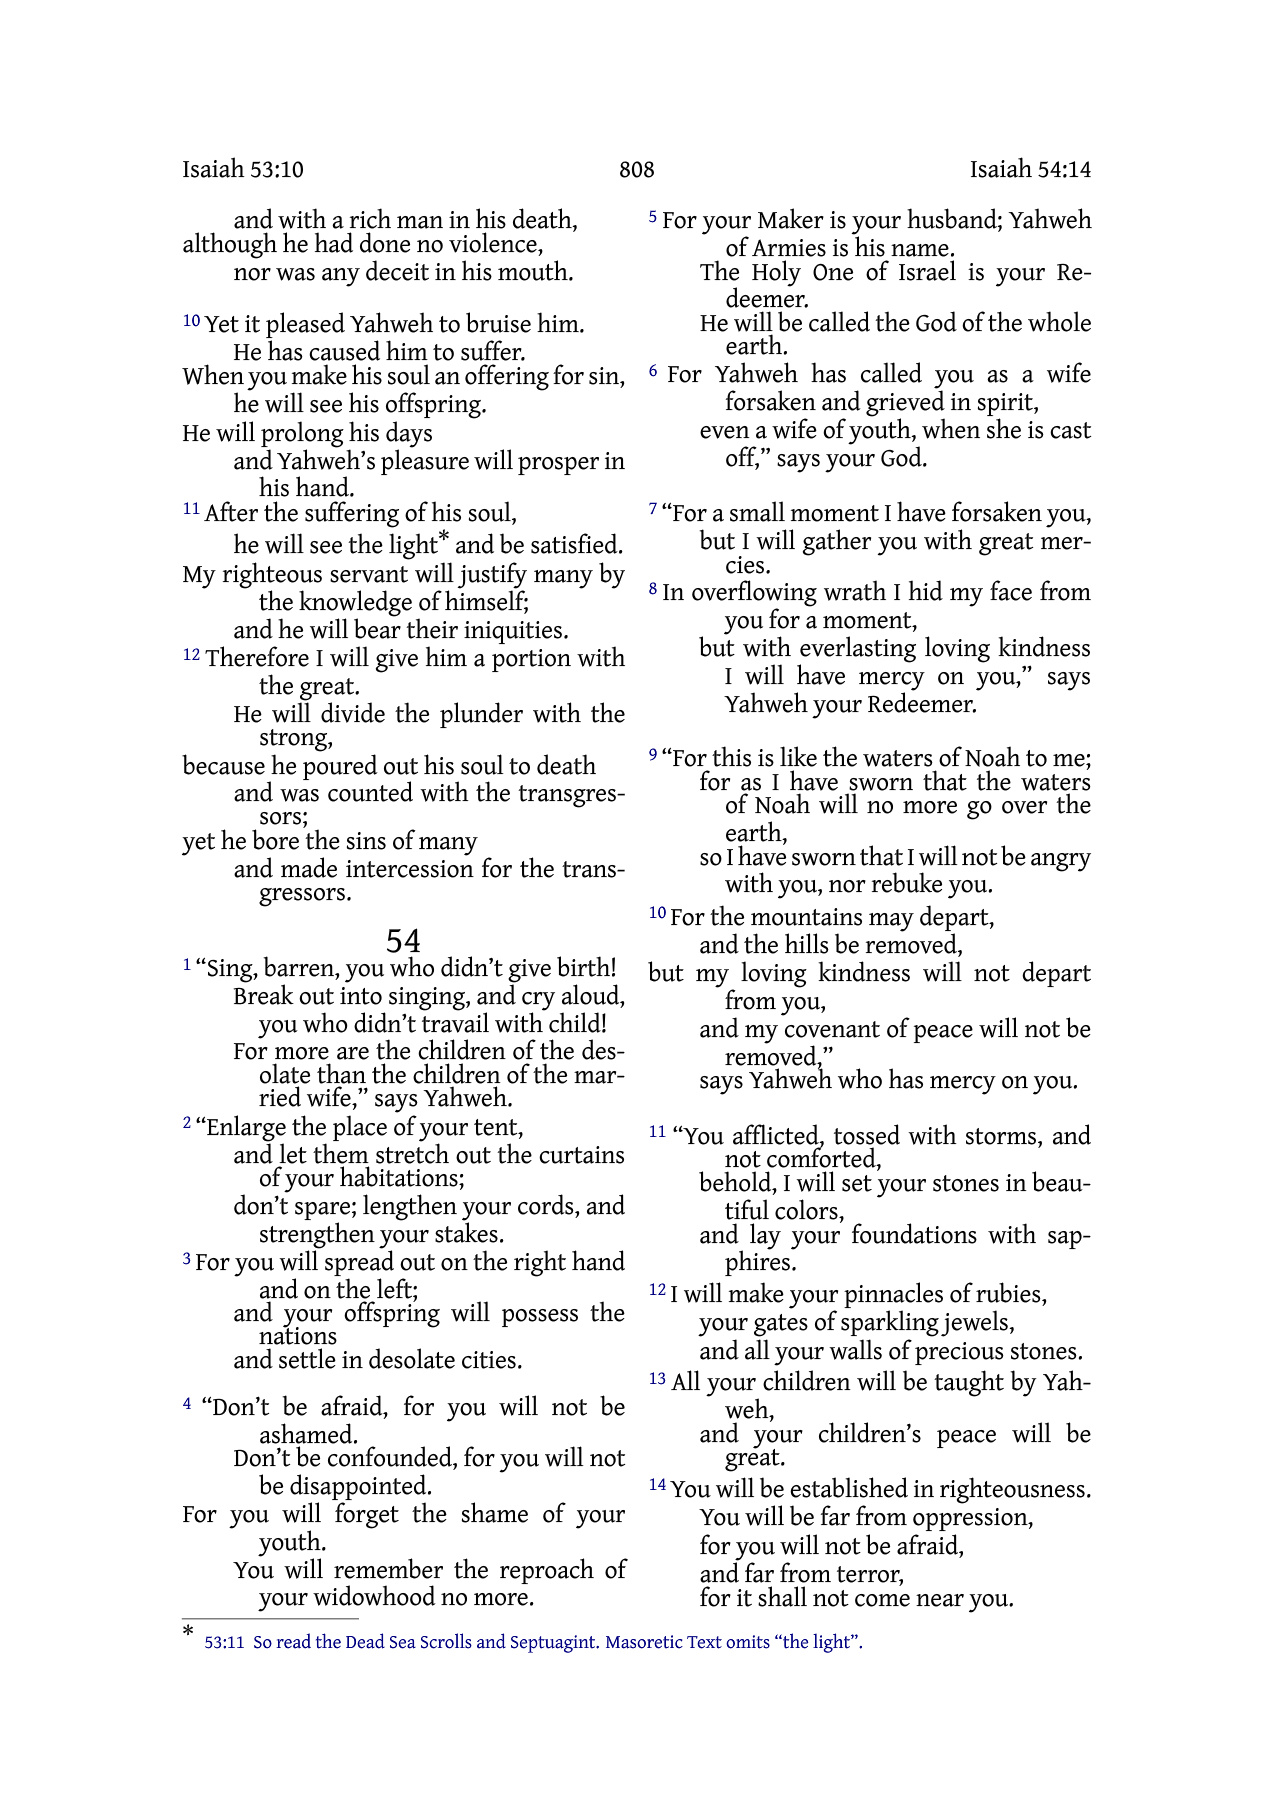 Isaiah 53:10 808 Isaiah 54:14
and with a rich man in his death,
although he had done no violence,
nor was any deceit in his mouth.
10 Yet it pleased Yahweh to bruise him.
He has caused him to suffer.
When you make his soul an offering for sin,
he will see his offspring.
He will prolong his days
and Yahweh’s pleasure will prosper in
his hand.
11 After the suffering of his soul,
he will see the light* and be satisfied.
My righteous servant will justify many by
the knowledge of himself;
and he will bear their iniquities.
12 Therefore I will give him a portion with
the great.
He will divide the plunder with the
strong,
because he poured out his soul to death
and was counted with the transgres-
sors;
yet he bore the sins of many
and made intercession for the trans-
gressors.
54
1 “Sing, barren, you who didn’t give birth!
Break out into singing, and cry aloud,
you who didn’t travail with child!
For more are the children of the des-
olate than the children of the mar-
ried wife,” says Yahweh.
2 “Enlarge the place of your tent,
and let them stretch out the curtains
of your habitations;
don’t spare; lengthen your cords, and
strengthen your stakes.
3 For you will spread out on the right hand
and on the left;
and your offspring will possess the
nations
and settle in desolate cities.
4 “Don’t be afraid, for you will not be
ashamed.
Don’t be confounded, for you will not
be disappointed.
For you will forget the shame of your
youth.
You will remember the reproach of
your widowhood no more.
5 For your Maker is your husband; Yahweh
of Armies is his name.
The Holy One of Israel is your Re-
deemer.
He will be called the God of the whole
earth.
6 For Yahweh has called you as a wife
forsaken and grieved in spirit,
even a wife of youth, when she is cast
off,” says your God.
7 “For a small moment I have forsaken you,
but I will gather you with great mer-
cies.
8 In overflowing wrath I hid my face from
you for a moment,
but with everlasting loving kindness
I will have mercy on you,” says
Yahweh your Redeemer.
9 “For this is like the waters of Noah to me;
for as I have sworn that the waters
of Noah will no more go over the
earth,
so I have sworn that I will not be angry
with you, nor rebuke you.
10 For the mountains may depart,
and the hills be removed,
but my loving kindness will not depart
from you,
and my covenant of peace will not be
removed,”
says Yahweh who has mercy on you.
11 “You afflicted, tossed with storms, and
not comforted,
behold, I will set your stones in beau-
tiful colors,
and lay your foundations with sap-
phires.
12 I will make your pinnacles of rubies,
your gates of sparkling jewels,
and all your walls of precious stones.
13 All your children will be taught by Yah-
weh,
and your children’s peace will be
great.
14 You will be established in righteousness.
You will be far from oppression,
for you will not be afraid,
and far from terror,
for it shall not come near you.
* 53:11 So read the Dead Sea Scrolls and Septuagint. Masoretic Text omits “the light”.